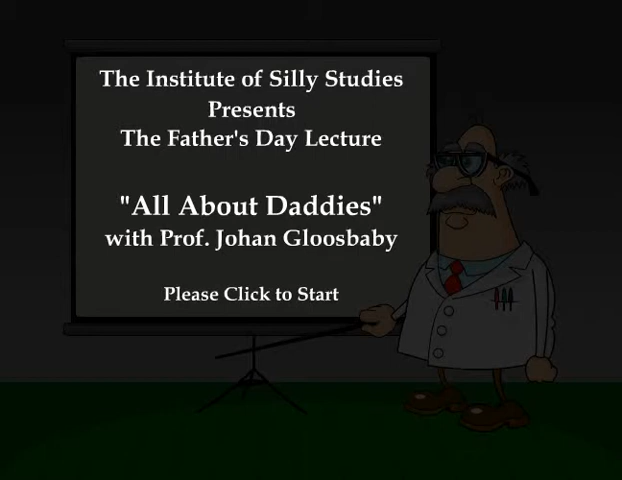 The Institute of Silly Studies
Presents
The Father's Day Lecture
"All About Daddies"
with Prof. Johan Gloosbaby
Please Click to Start